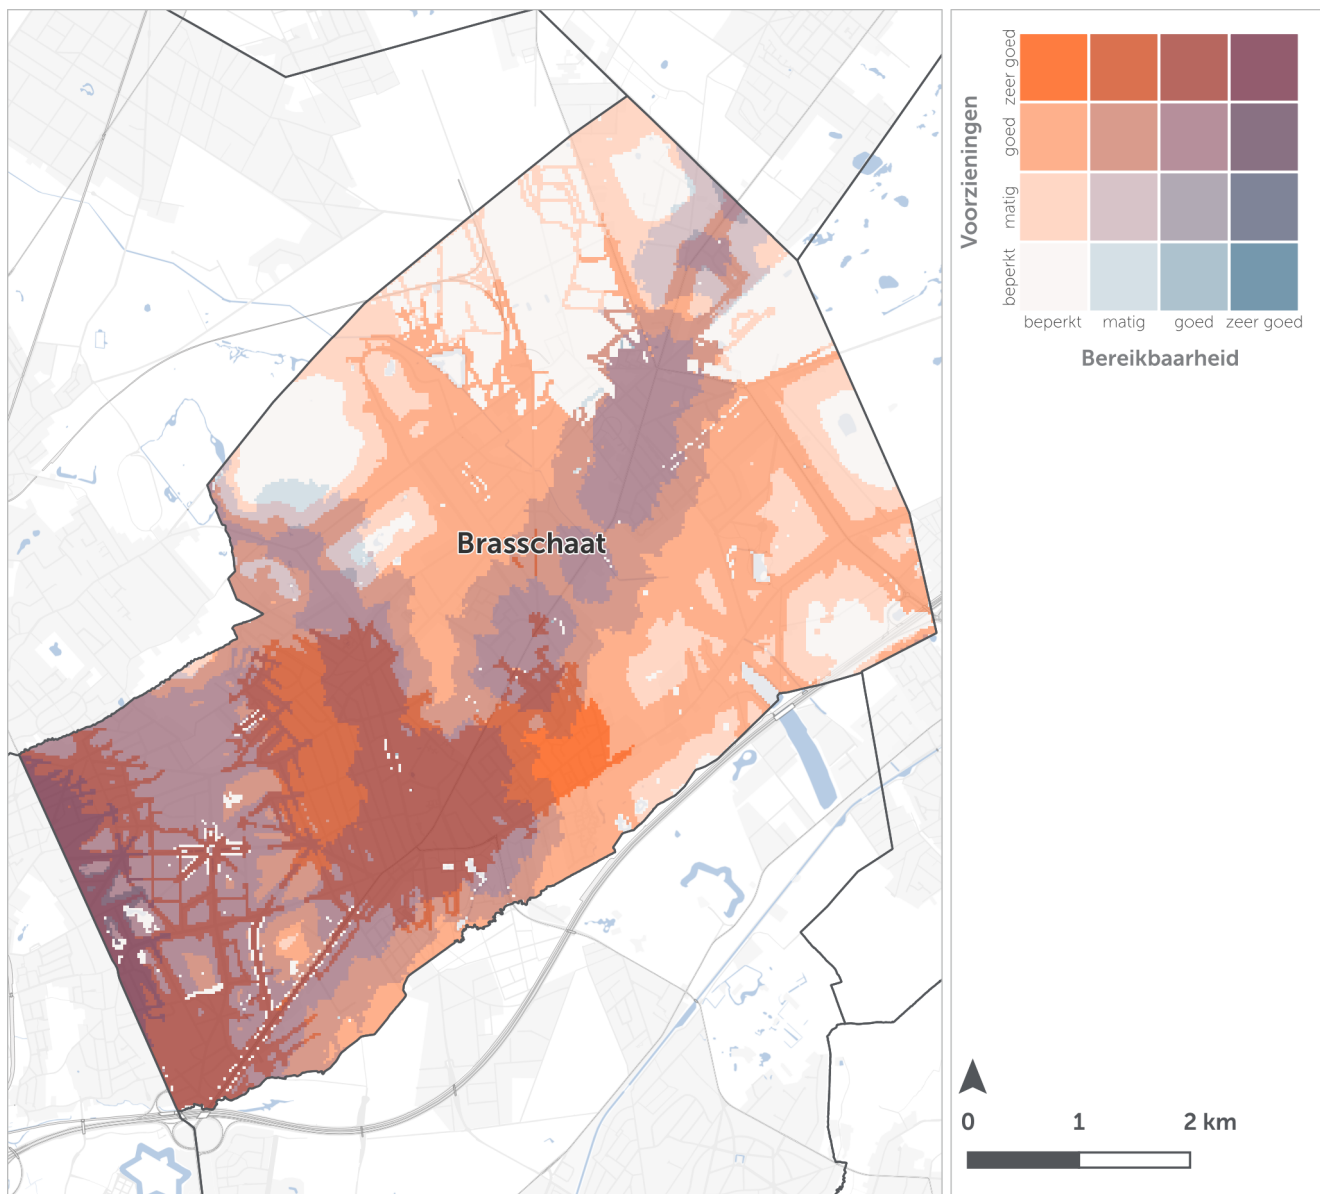 Brasschaat
Voorzieningen
zeer goed
goed
matig
beperkt
beperkt matig goed zeer goed
Bereikbaarheid
0 1 2 km